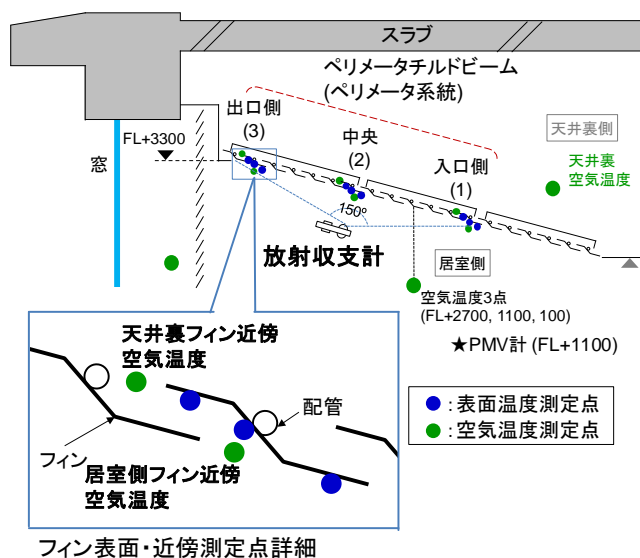 スラブ
ペリメータチルドビーム
(ペリメータ系統)
出口側
(3)
FL+3300
中央
(2)
天井裏側
天井裏
空気温度
入口側
(1)
窓
150°
放射収支計
居室側
空気温度3点
(FL+2700, 1100, 100)
★PMV計 (FL+1100)
天井裏フィン近傍
空気温度
配管
フィン
居室側フィン近傍
空気温度
:表面温度測定点
:空気温度測定点
フィン表面・近傍測定点詳細